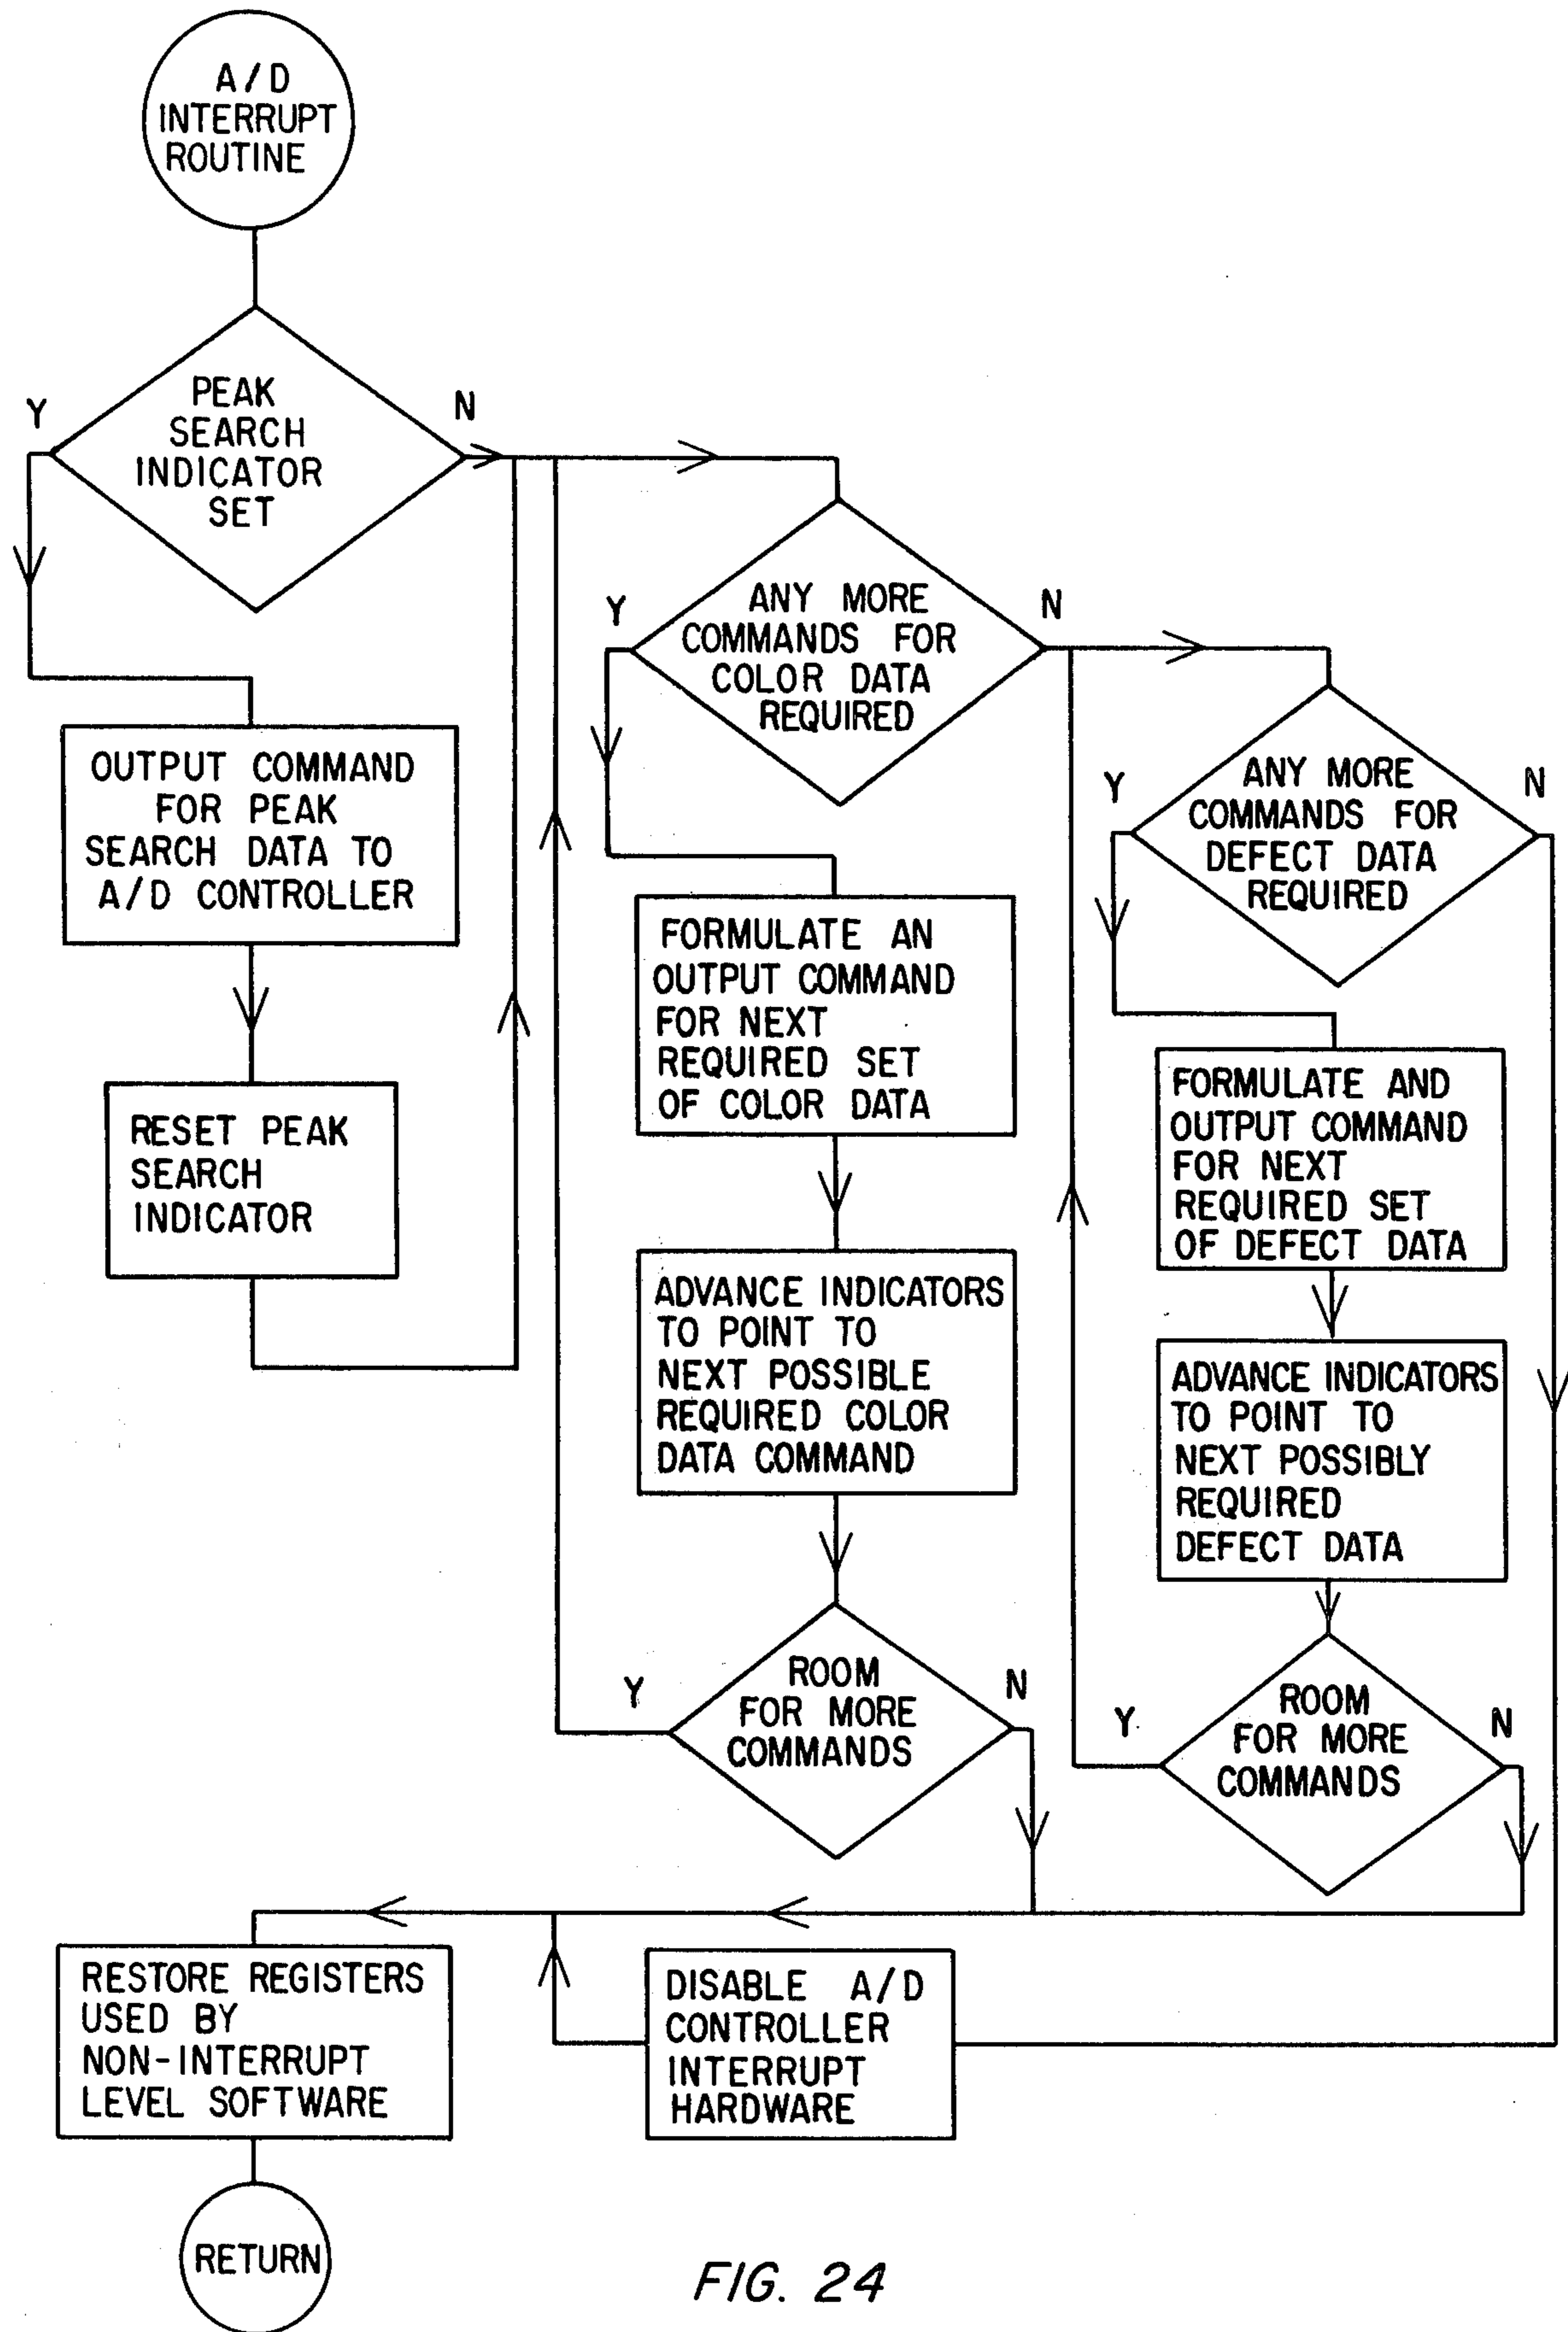 A/D
INTERRUPT
ROUTINE
PEAK
SEARCH
INDICATOR
SET
Y
N
OUTPUT COMMAND
FOR PEAK
SEARCH DATA TO
A/D CONTROLLER
RESET PEAK
SEARCH
INDICATOR
ANY MORE
COMMANDS FOR
COLOR DATA
REQUIRED
Y
N
FORMULATE AN
OUTPUT COMMAND
FOR NEXT
REQUIRED SET
OF COLOR DATA
ADVANCE INDICATORS
TO POINT TO
NEXT POSSIBLE
REQUIRED COLOR
DATA COMMAND
ROOM
FOR MORE
COMMANDS
Y
N
ANY MORE
COMMANDS FOR
DEFECT DATA
REQUIRED
Y
N
FORMULATE AND
OUTPUT COMMAND
FOR NEXT
REQUIRED SET
OF DEFECT DATA
ADVANCE INDICATORS
TO POINT TO
NEXT POSSIBLY
REQUIRED
DEFECT DATA
ROOM
FOR MORE
COMMANDS
Y
N
DISABLE A/D
CONTROLLER
INTERRUPT
HARDWARE
RESTORE REGISTERS
USED BY
NON-INTERRUPT
LEVEL SOFTWARE
RETURN
FIG. 24